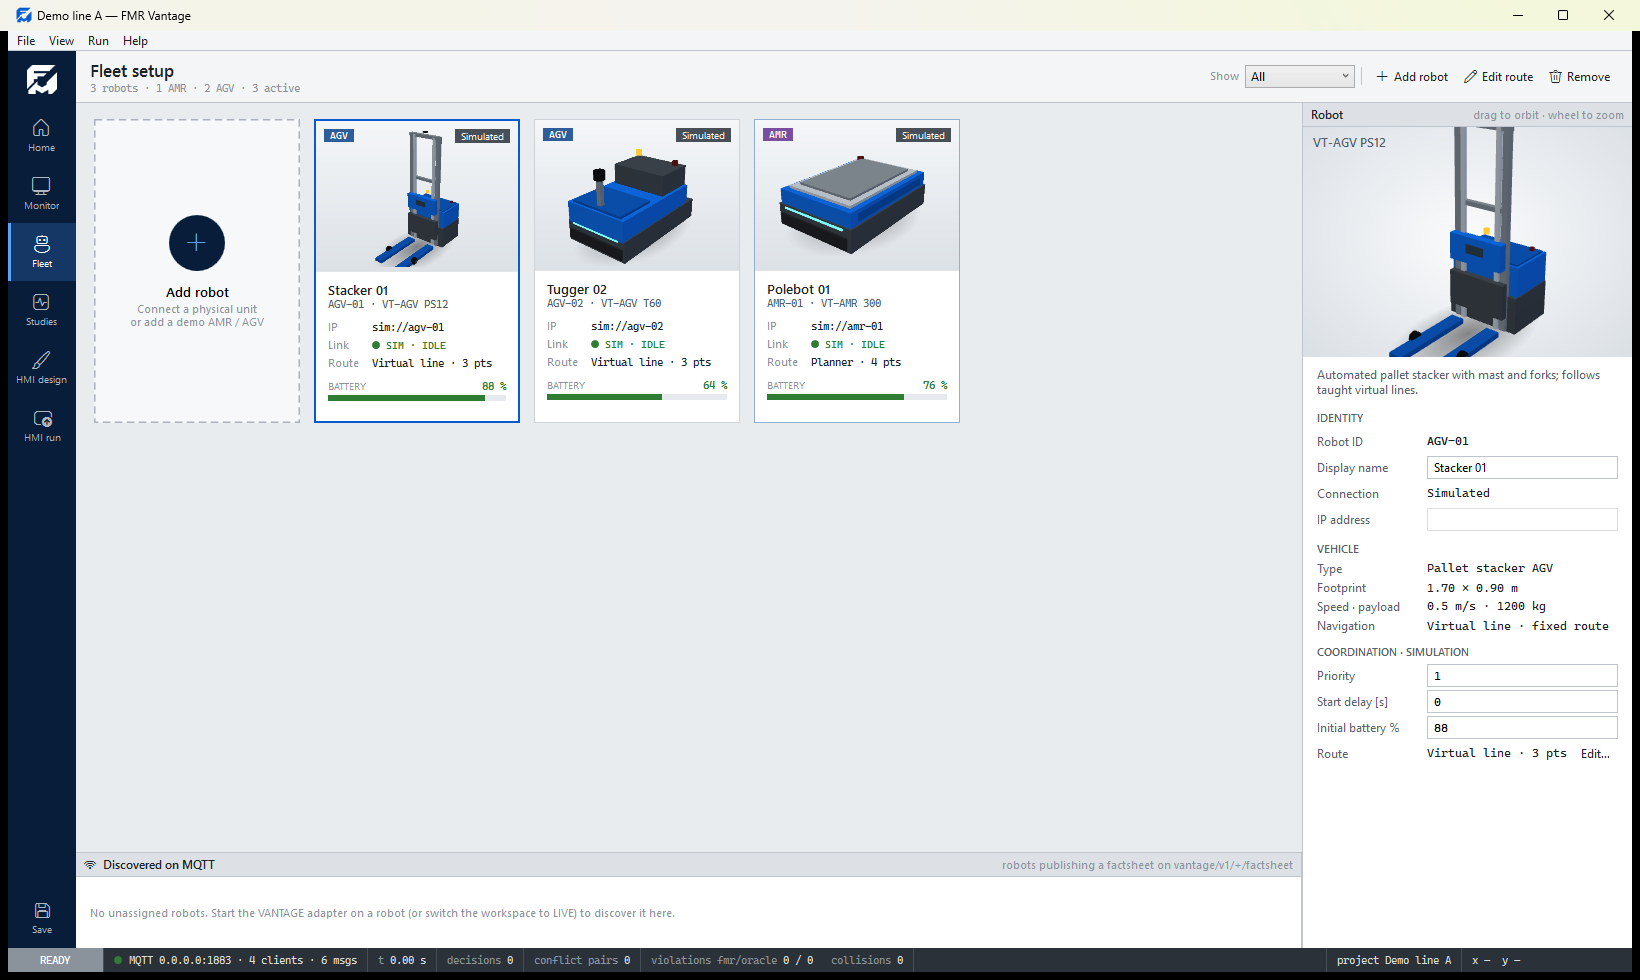 Demo line A — FMR Vantage
File View Run Help
Fleet setup
3 robots · 1 AMR · 2 AGV · 3 active
Show All Add robot Edit route Remove
Home
Monitor
Fleet
Studies
HMI design
HMI run
Save
Add robot
Connect a physical unit
or add a demo AMR / AGV
AGV Simulated
Stacker 01
AGV-01 · VT-AGV PS12
IP sim://agv-01
Link SIM · IDLE
Route Virtual line · 3 pts
BATTERY 88 %
AGV Simulated
Tugger 02
AGV-02 · VT-AGV T60
IP sim://agv-02
Link SIM · IDLE
Route Virtual line · 3 pts
BATTERY 64 %
AMR Simulated
Polebot 01
AMR-01 · VT-AMR 300
IP sim://amr-01
Link SIM · IDLE
Route Planner · 4 pts
BATTERY 76 %
Robot drag to orbit · wheel to zoom
VT-AGV PS12
Automated pallet stacker with mast and forks; follows
taught virtual lines.
IDENTITY
Robot ID AGV-01
Display name Stacker 01
Connection Simulated
IP address
VEHICLE
Type Pallet stacker AGV
Footprint 1.70 × 0.90 m
Speed · payload 0.5 m/s · 1200 kg
Navigation Virtual line · fixed route
COORDINATION · SIMULATION
Priority 1
Start delay [s] 0
Initial battery % 88
Route Virtual line · 3 pts Edit...
Discovered on MQTT robots publishing a factsheet on vantage/v1/+/factsheet
No unassigned robots. Start the VANTAGE adapter on a robot (or switch the workspace to LIVE) to discover it here.
READY MQTT 0.0.0.0:1883 · 4 clients · 6 msgs t 0.00 s decisions 0 conflict pairs 0 violations fmr/oracle 0 / 0 collisions 0 project Demo line A x — y —